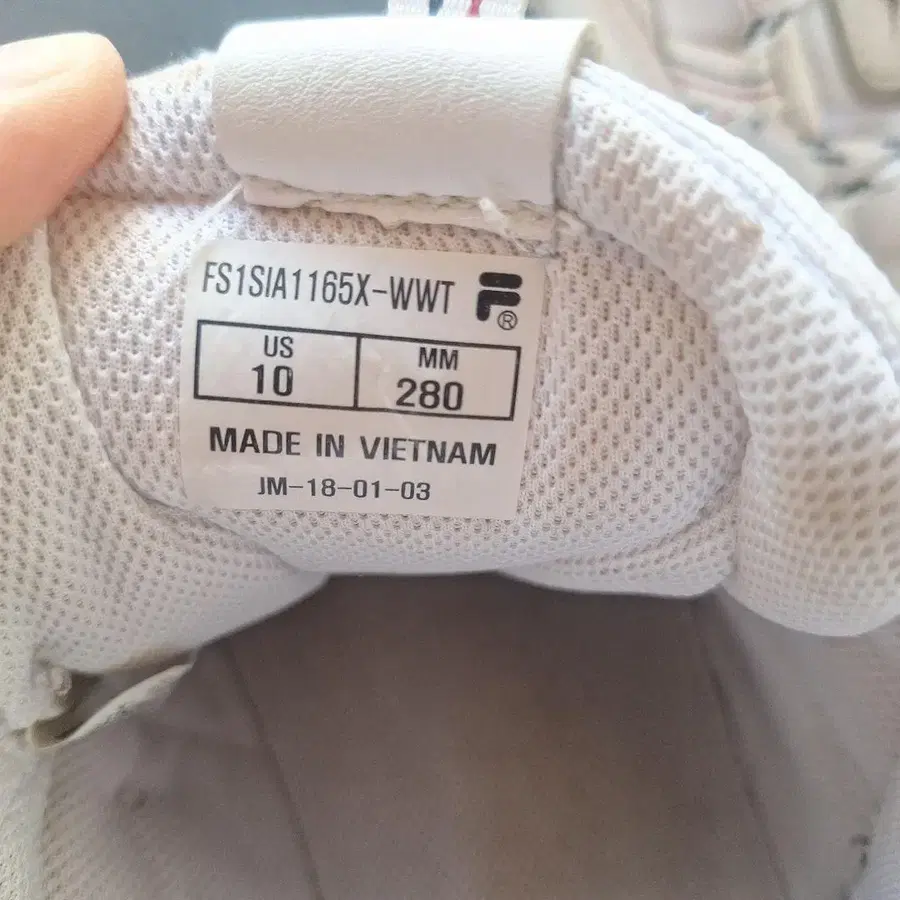 FS1SIA1165X-WWT
F®
US
10
MM
280
MADE IN VIETNAM
JM-18-01-03